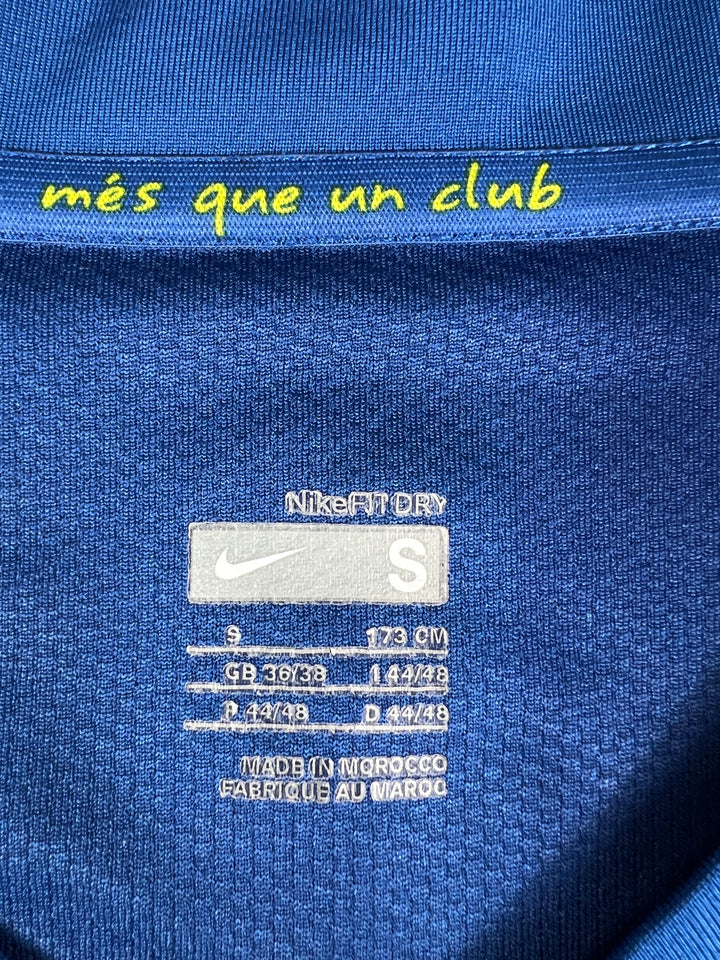 més que un club
NikeFIT DRY
S
S 173 CM
GB 36/38 I 44/48
P 44/48 D 44/48
MADE IN MOROCCO
FABRIQUE AU MAROC